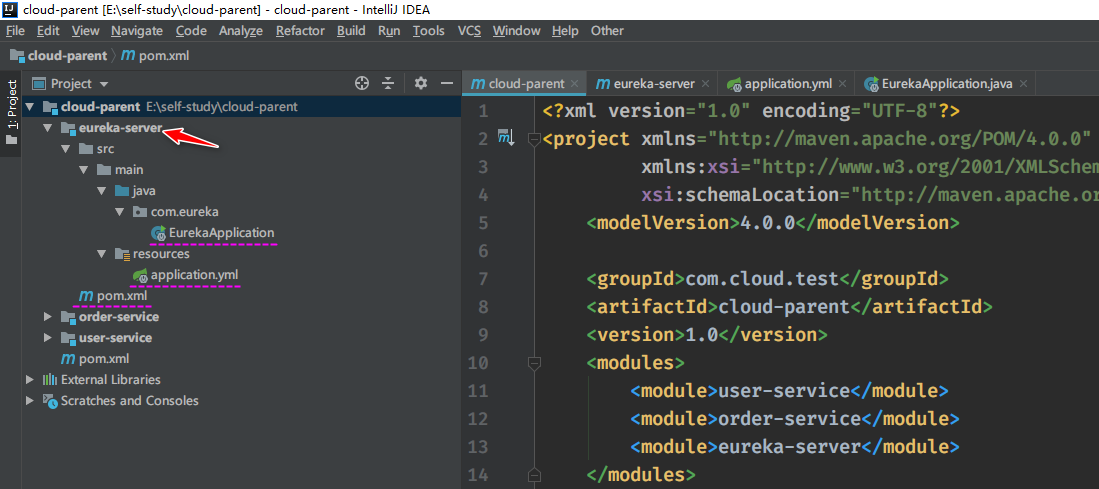 cloud-parent [E:\self-study\cloud-parent] - cloud-parent - IntelliJ IDEA
File Edit View Navigate Code Analyze Refactor Build Run Tools VCS Window Help Other
cloud-parent pom.xml
1: Project
Project
cloud-parent E:\self-study\cloud-parent
eureka-server
src
main
java
com.eureka
EurekaApplication
resources
application.yml
pom.xml
order-service
user-service
pom.xml
External Libraries
Scratches and Consoles
cloud-parent eureka-server application.yml EurekaApplication.java
1 <?xml version="1.0" encoding="UTF-8"?>
2 <project xmlns="http://maven.apache.org/POM/4.0.0"
3 xmlns:xsi="http://www.w3.org/2001/XMLSchem
4 xsi:schemaLocation="http://maven.apache.or
5 <modelVersion>4.0.0</modelVersion>
6
7 <groupId>com.cloud.test</groupId>
8 <artifactId>cloud-parent</artifactId>
9 <version>1.0</version>
10 <modules>
11 <module>user-service</module>
12 <module>order-service</module>
13 <module>eureka-server</module>
14 </modules>